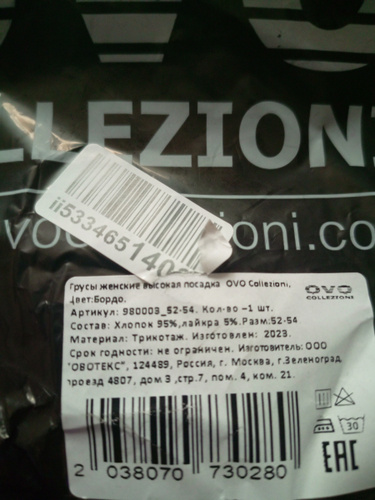 LLEZIONI
voo zioni.co
ii533465140
Трусы женские высокая посадка OVO Collezioni,
Цвет:Бордо.
OVO
COLLEZIONI
Артикул: 980003_52-54. Кол-во -1 шт.
Состав: Хлопок 95%,лайкра 5%.Разм:52-54
Материал: Трикотаж. Изготовлен: 2023.
Срок годности: не ограничен. Изготовитель: ООО
"ОВОТЕКС", 124489, Россия, г. Москва, г.Зеленоград
проезд 4807, дом.3 ,стр.7, пом. 4, ком. 21.
30
EAC
2 038070 730280